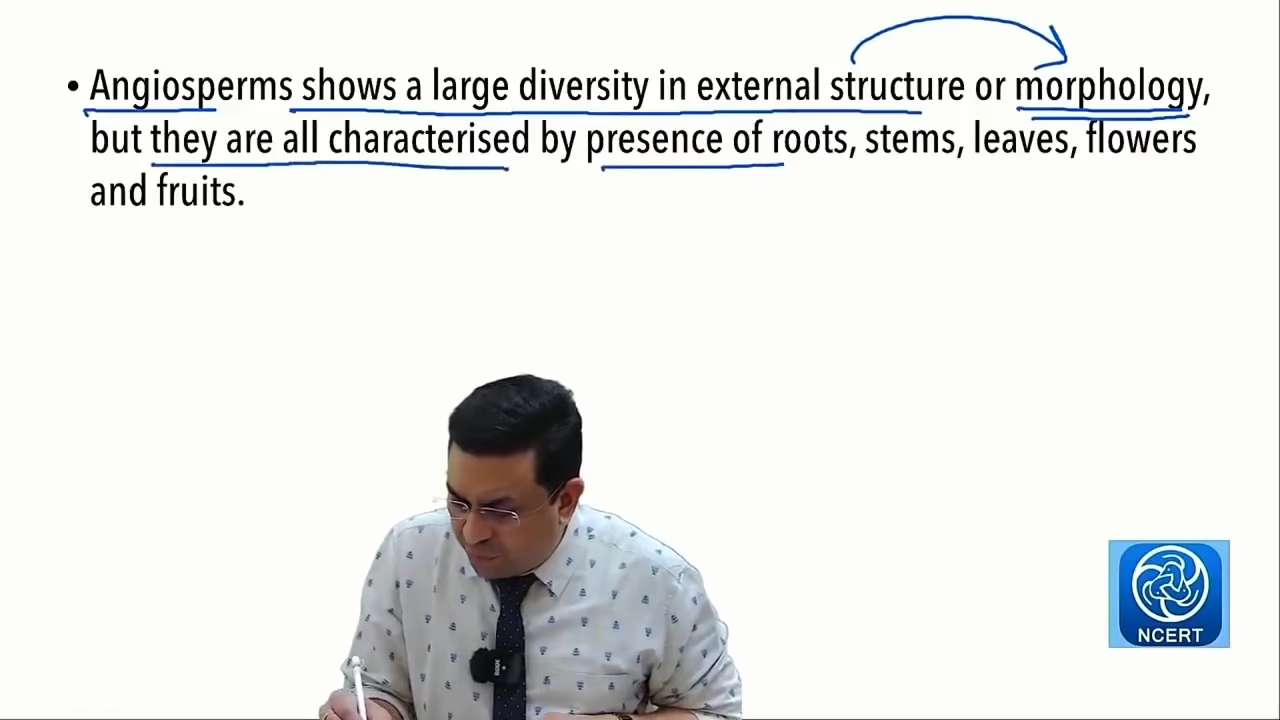 • Angiosperms shows a large diversity in external structure or morphology,
but they are all characterised by presence of roots, stems, leaves, flowers
and fruits.
NCERT